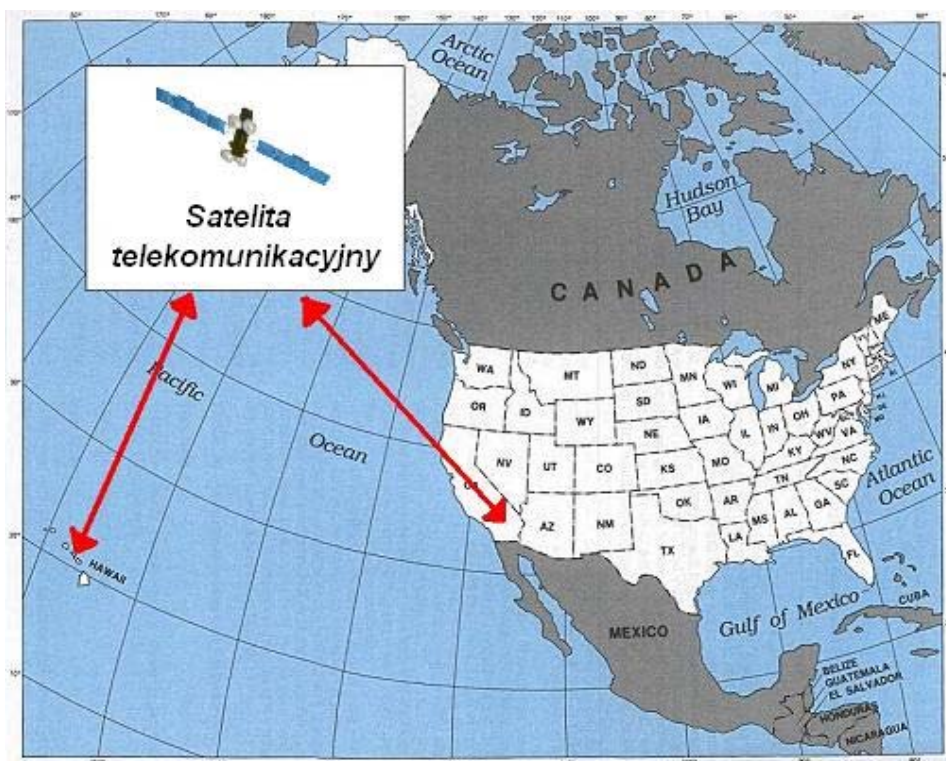 Arctic
Ocean
Satelita
telekomunikacyjny
Hudson
Bay
CANADA
Pacific
Ocean
WA
MT
ND
MN
ME
OR
ID
WY
SD
WI
MI
NY
NE
IA
IL
IN
OH
PA
NV
UT
CO
KS
MO
KY
WV
VA
CA
AZ
NM
OK
AR
TN
NC
SC
TX
LA
MS
AL
GA
FL
Atlantic
Ocean
HAWAII
MEXICO
Gulf of Mexico
CUBA
BELIZE
GUATEMALA
EL SALVADOR
HONDURAS
NICARAGUA